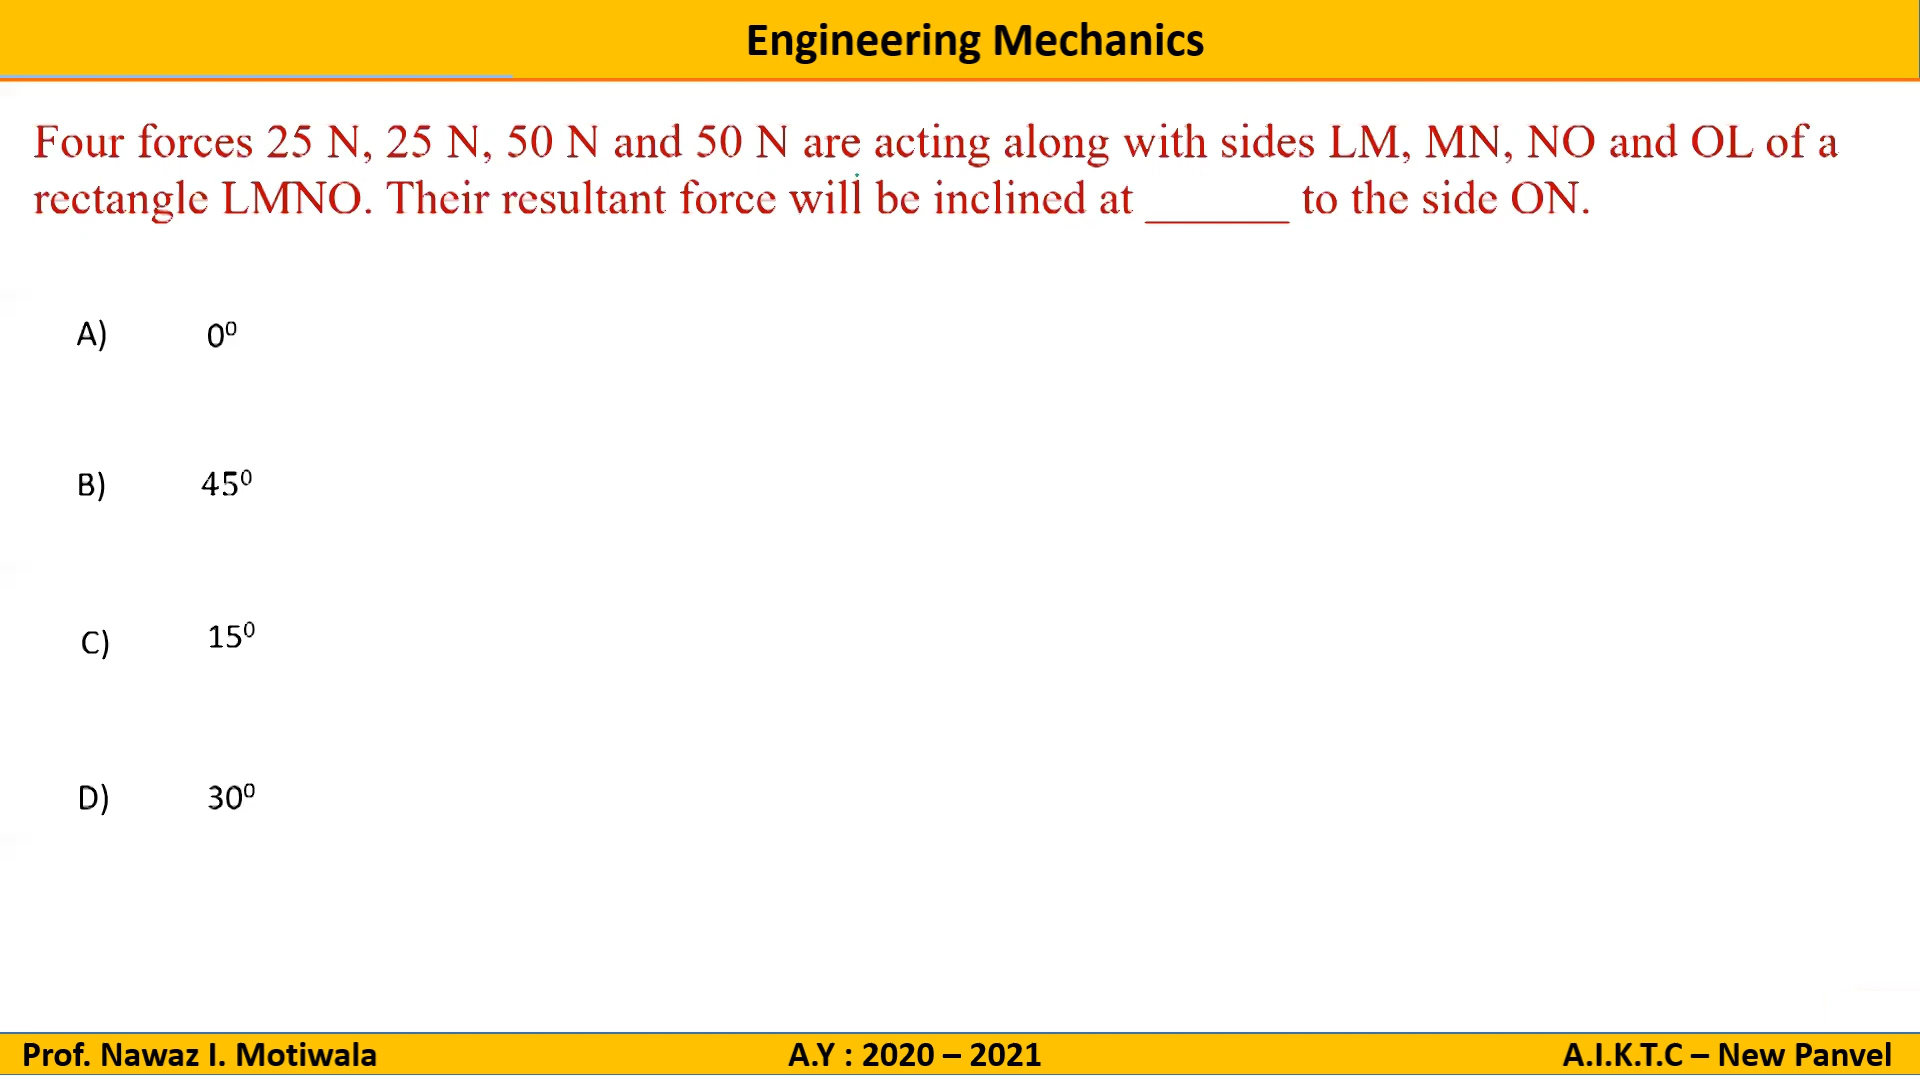 Engineering Mechanics
Four forces 25 N, 25 N, 50 N and 50 N are acting along with sides LM, MN, NO and OL of a
rectangle LMNO. Their resultant force will be inclined at ______ to the side ON.
A) 0⁰
B) 45⁰
C) 15⁰
D) 30⁰
Prof. Nawaz I. Motiwala A.Y : 2020 – 2021 A.I.K.T.C – New Panvel